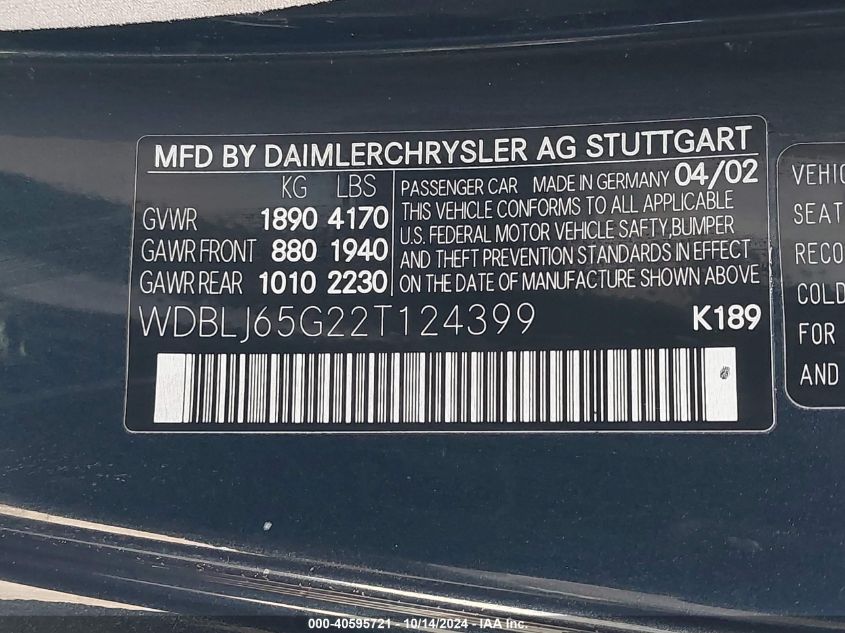 MFD BY DAIMLERCHRYSLER AG STUTTGART
KG LBS
GVWR 1890 4170
GAWR FRONT 880 1940
GAWR REAR 1010 2230
PASSENGER CAR MADE IN GERMANY 04/02
THIS VEHICLE CONFORMS TO ALL APPLICABLE
U.S. FEDERAL MOTOR VEHICLE SAFTY,BUMPER
AND THEFT PREVENTION STANDARDS IN EFFECT
ON THE DATE OF MANUFACTURE SHOWN ABOVE
WDBLJ65G22T124399 K189
SEAT
COLD
FOR
AND
000-40595721 - 10/14/2024 - IAA Inc.